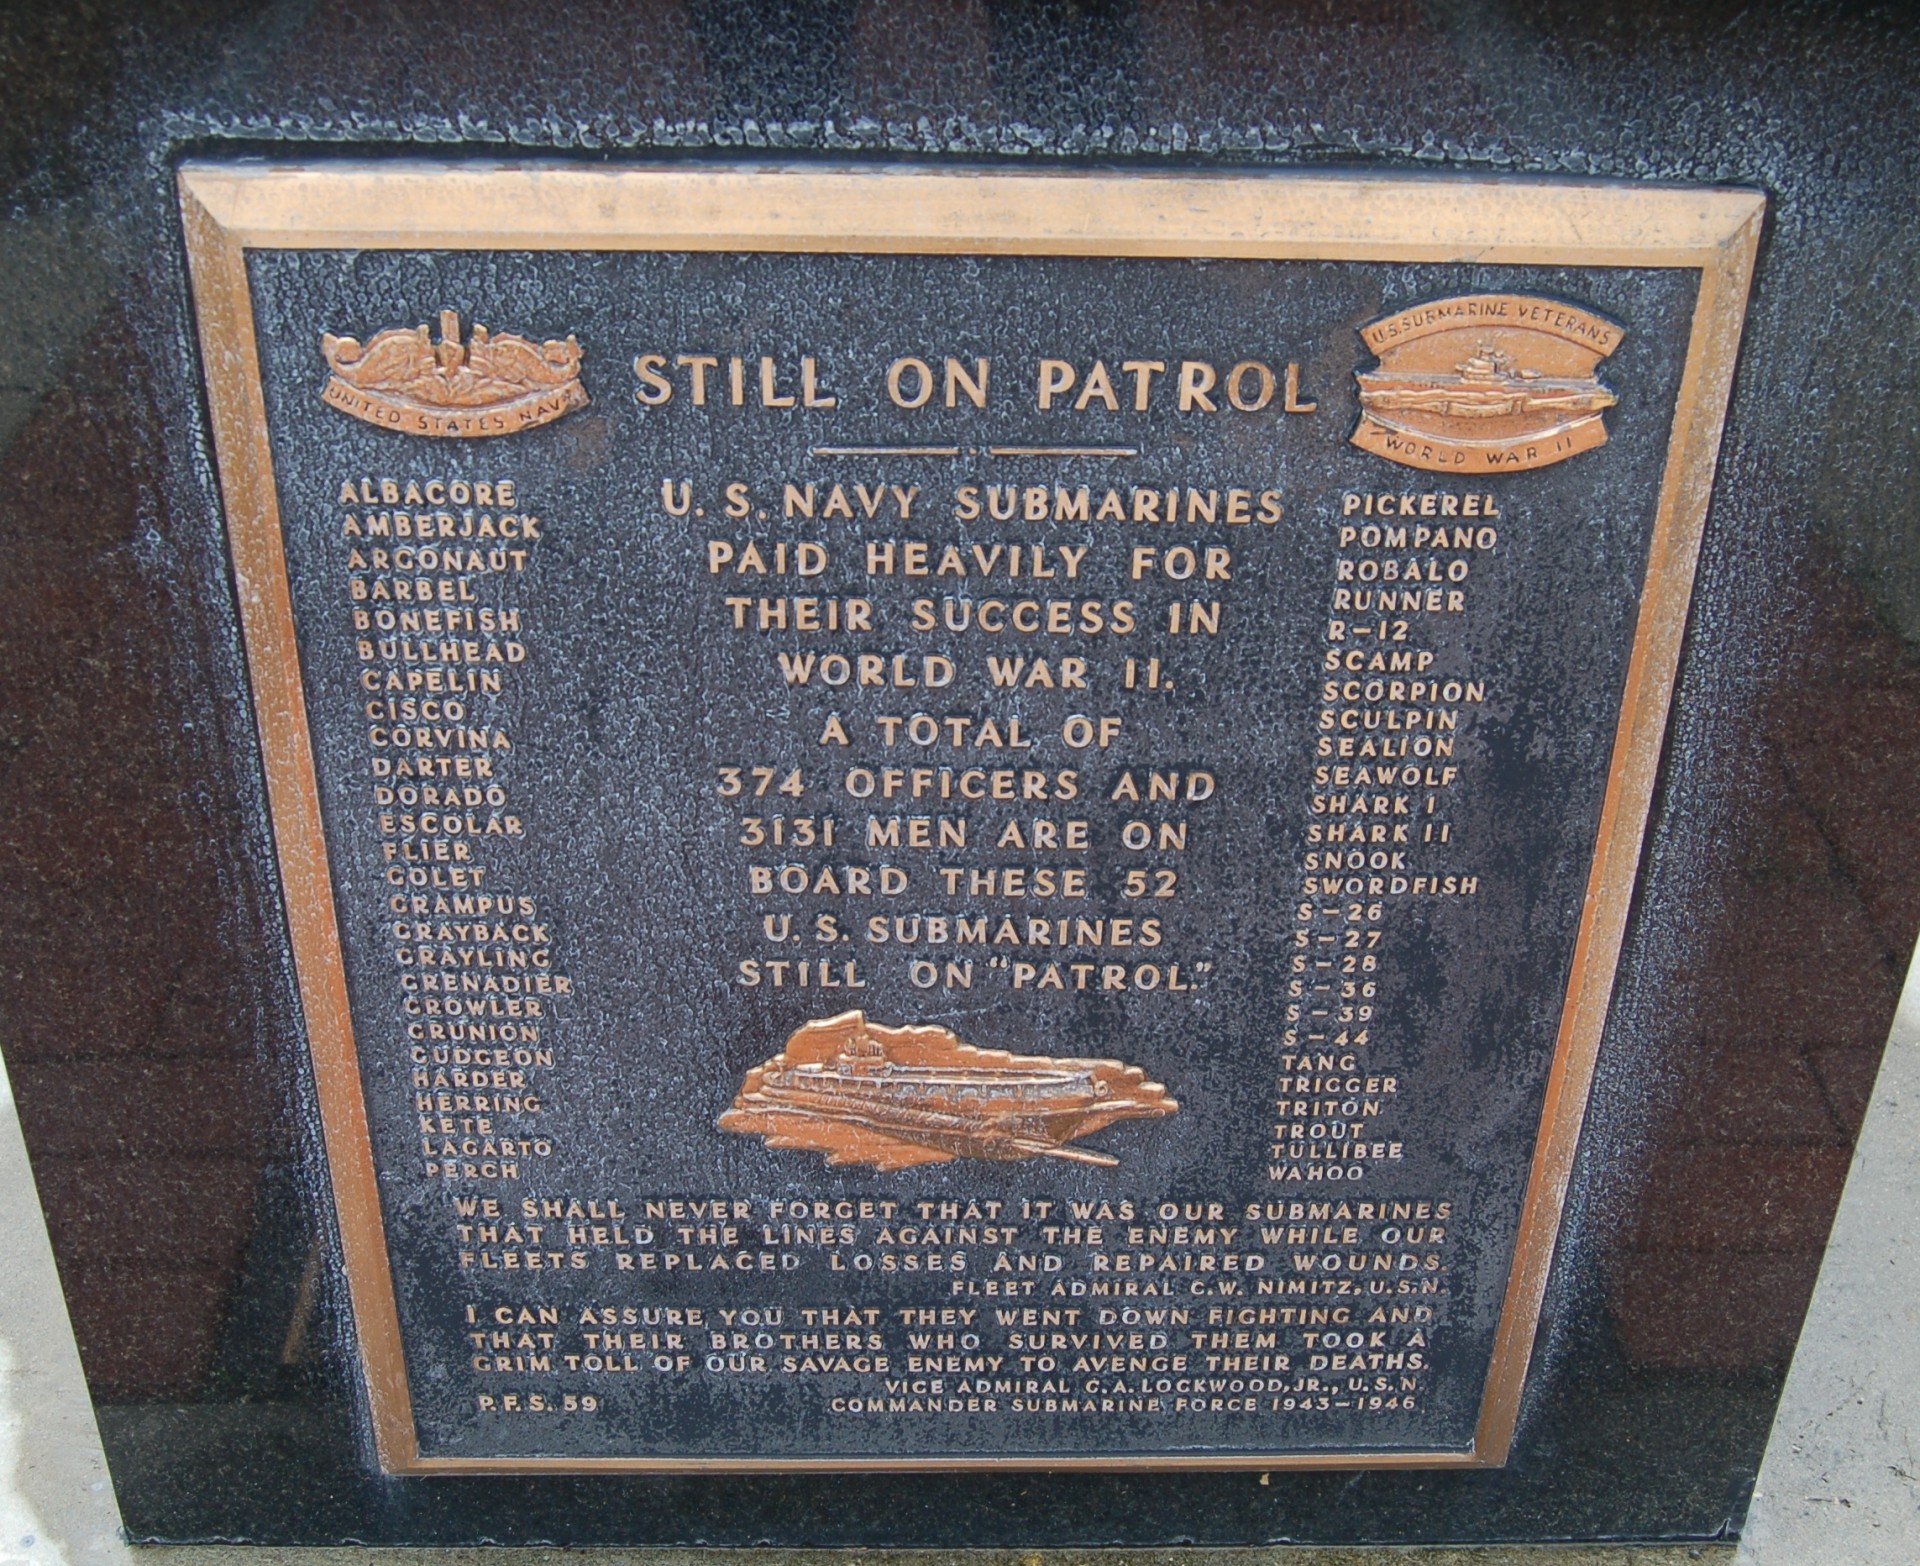 UNITED STATES NAVY
STILL ON PATROL
U.S. SUBMARINE VETERANS
WORLD WAR II
ALBACORE
AMBERJACK
ARGONAUT
BARBEL
BONEFISH
BULLHEAD
CAPELIN
CISCO
CORVINA
DARTER
DORADO
ESCOLAR
FLIER
GOLET
GRAMPUS
GRAYBACK
GRAYLING
GRENADIER
GROWLER
GRUNION
GUDGEON
HARDER
HERRING
KETE
LAGARTO
PERCH
U. S. NAVY SUBMARINES
PAID HEAVILY FOR
THEIR SUCCESS IN
WORLD WAR II.
A TOTAL OF
374 OFFICERS AND
3131 MEN ARE ON
BOARD THESE 52
U. S. SUBMARINES
STILL ON "PATROL."
PICKEREL
POMPANO
ROBALO
RUNNER
R-12
SCAMP
SCORPION
SCULPIN
SEALION
SEAWOLF
SHARK I
SHARK II
SNOOK
SWORDFISH
S-26
S-27
S-28
S-36
S-39
S-44
TANG
TRIGGER
TRITON
TROUT
TULLIBEE
WAHOO
WE SHALL NEVER FORGET THAT IT WAS OUR SUBMARINES
THAT HELD THE LINES AGAINST THE ENEMY WHILE OUR
FLEETS REPLACED LOSSES AND REPAIRED WOUNDS.
FLEET ADMIRAL C.W. NIMITZ, U.S.N.
I CAN ASSURE YOU THAT THEY WENT DOWN FIGHTING AND
THAT THEIR BROTHERS WHO SURVIVED THEM TOOK A
GRIM TOLL OF OUR SAVAGE ENEMY TO AVENGE THEIR DEATHS.
VICE ADMIRAL C.A. LOCKWOOD, JR., U.S.N.
P.F.S. 59 COMMANDER SUBMARINE FORCE 1943-1946